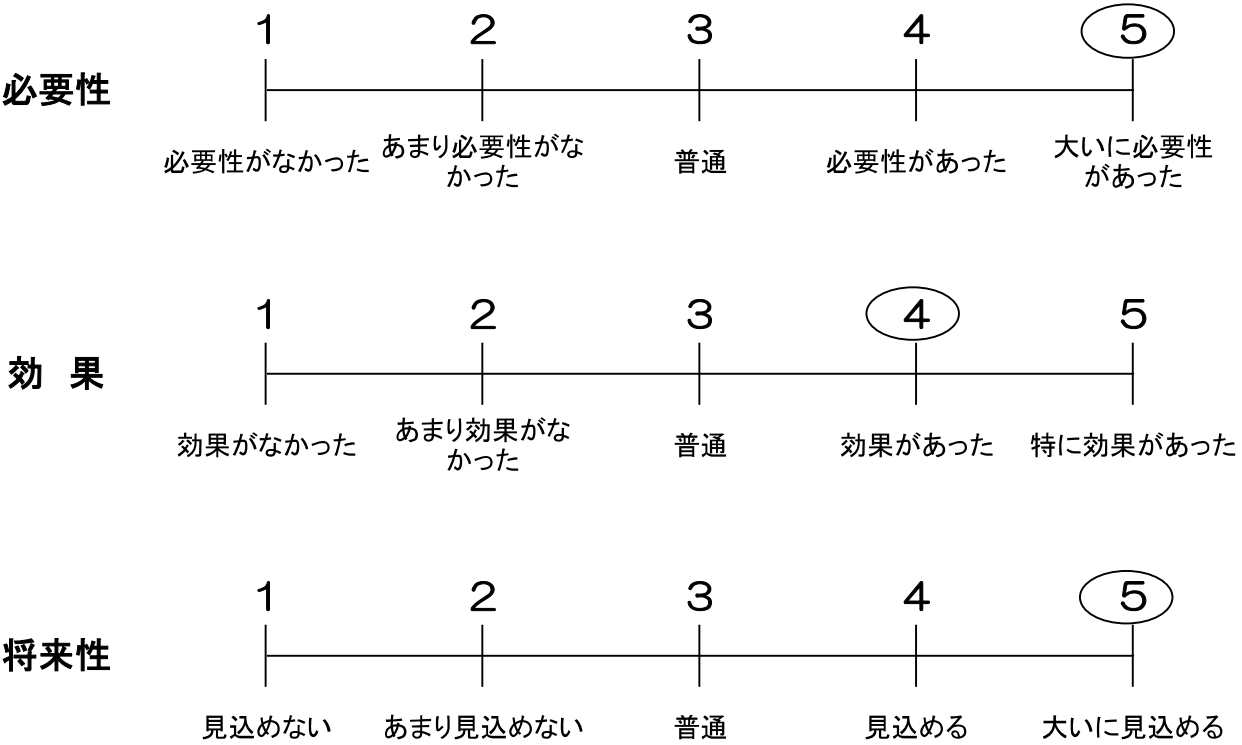 1 2 3 4 5
必要性
必要性がなかった
あまり必要性がな
かった
普通
必要性があった
大いに必要性
があった
1 2 3 4 5
効 果
効果がなかった
あまり効果がな
かった
普通
効果があった
特に効果があった
1 2 3 4 5
将来性
見込めない
あまり見込めない
普通
見込める
大いに見込める